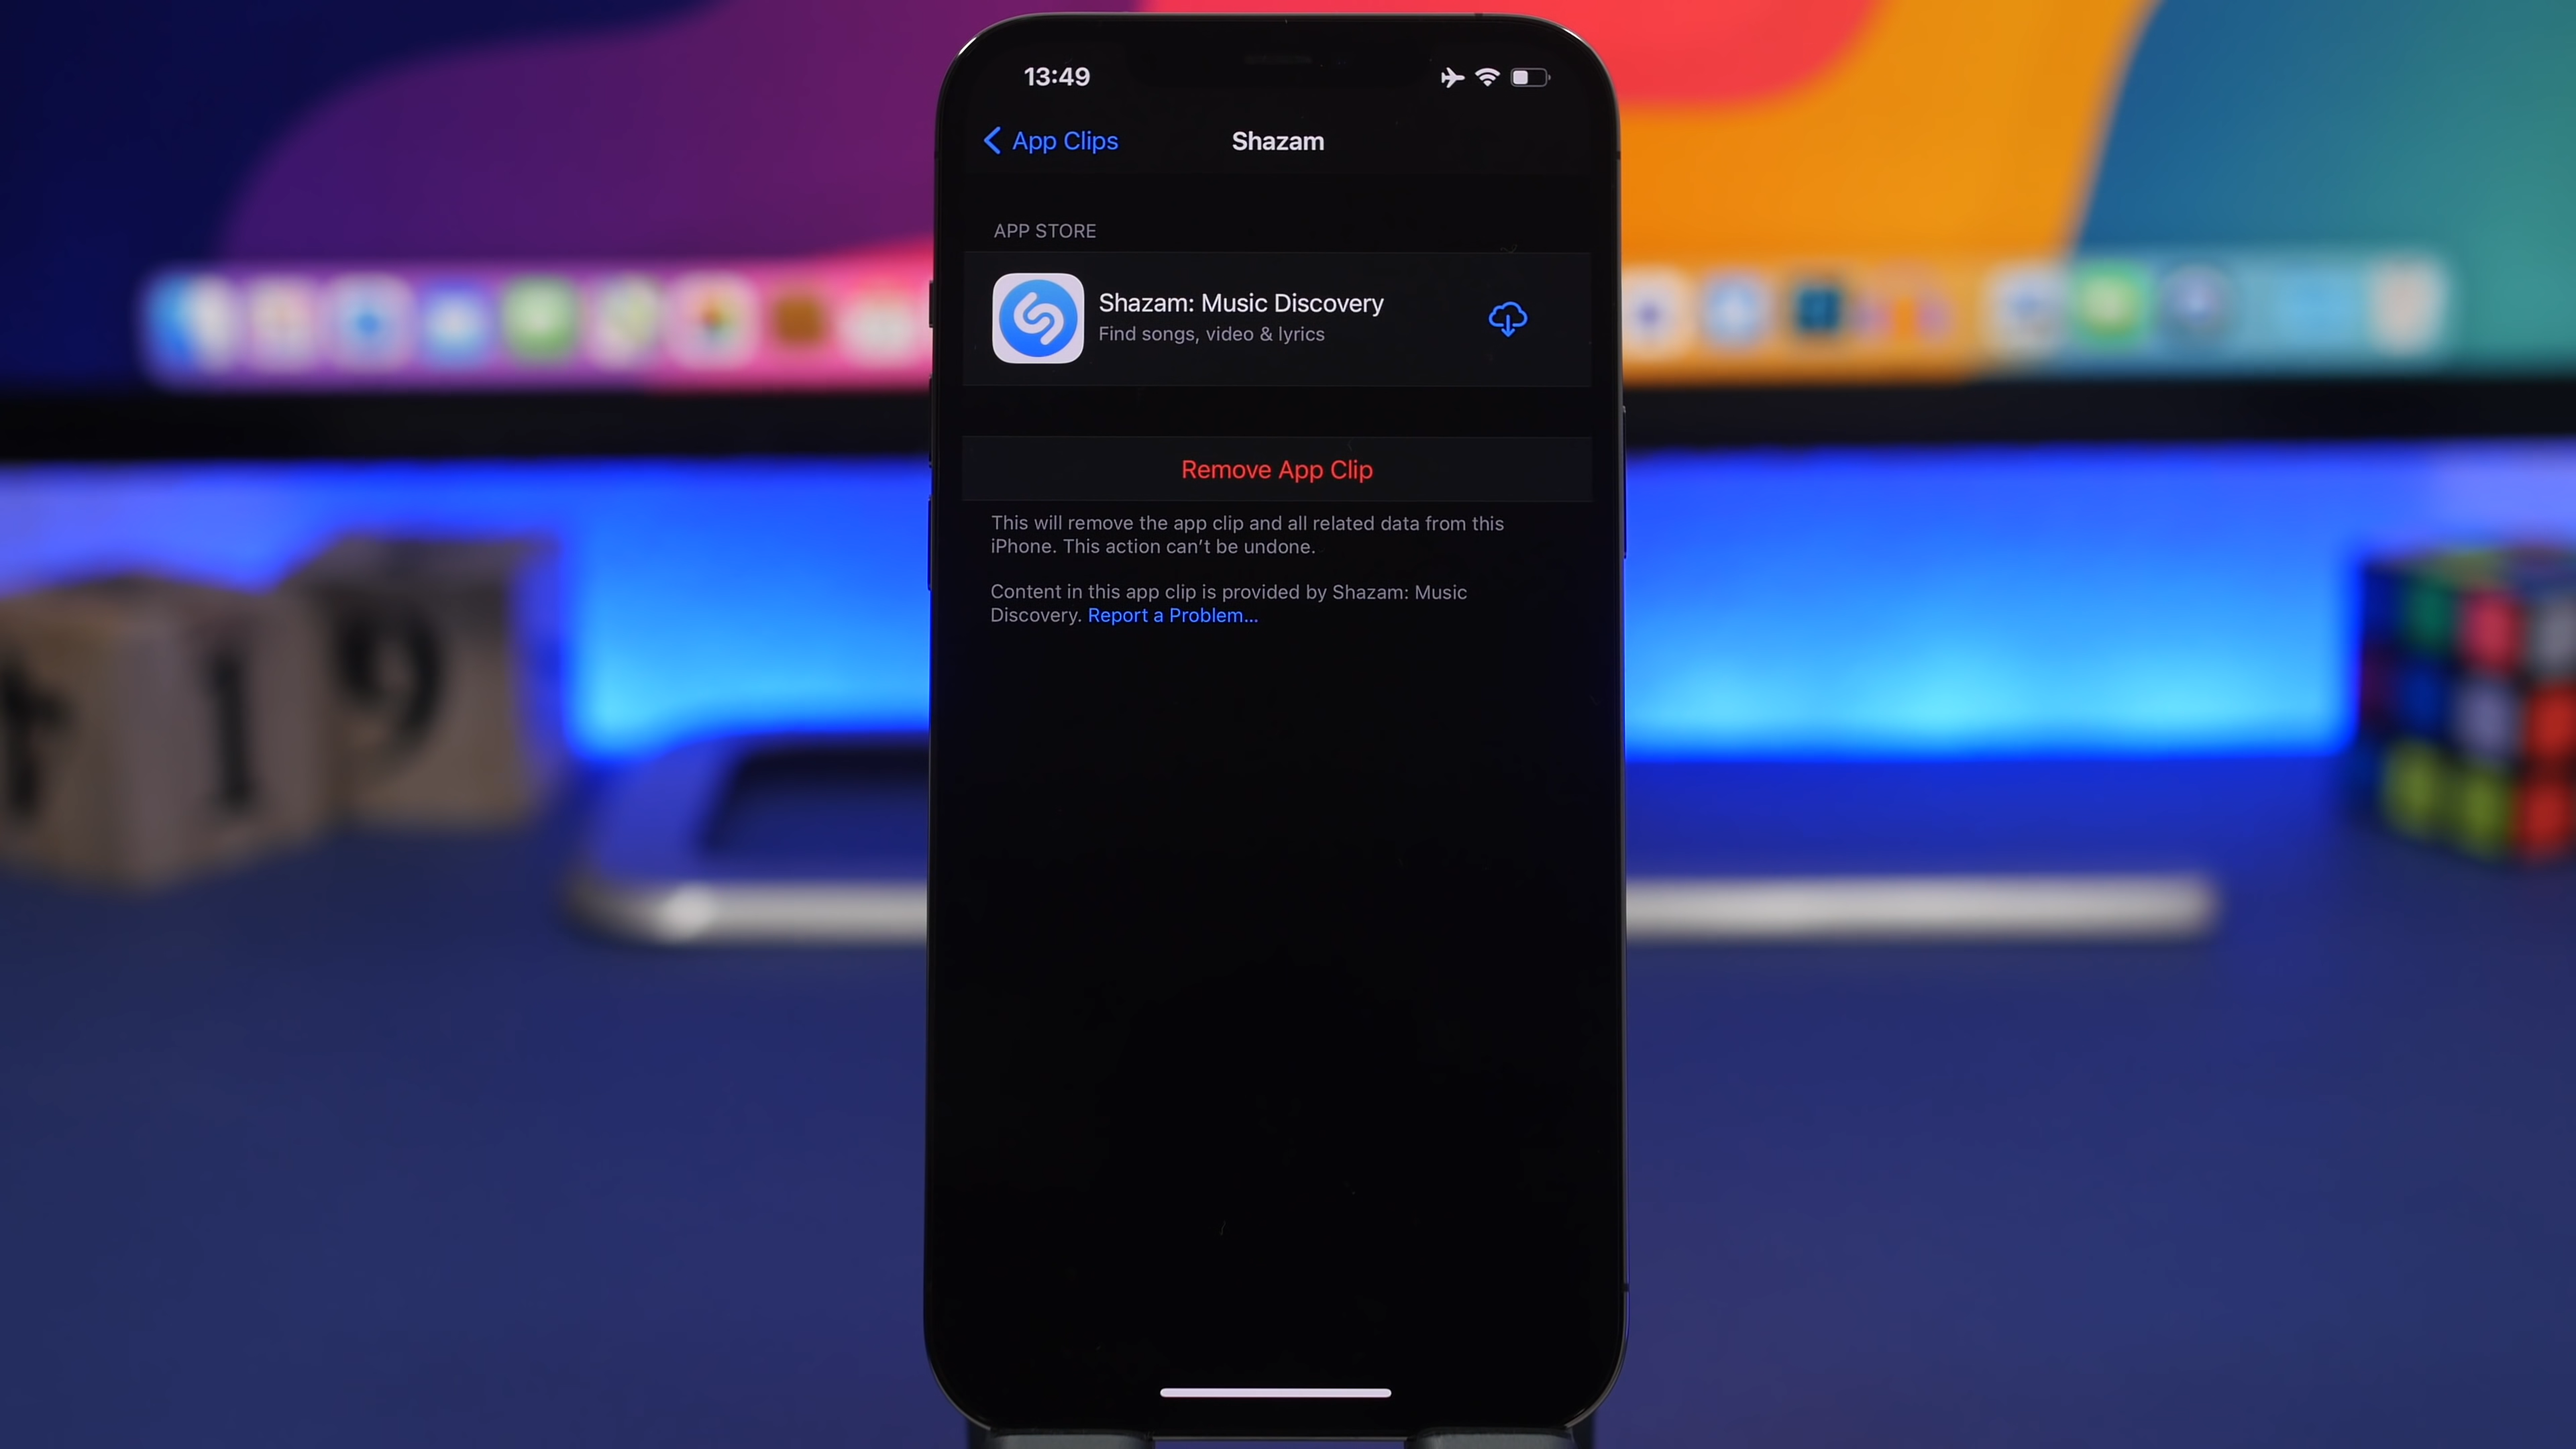 13:49
App Clips
Shazam
APP STORE
Shazam: Music Discovery
Find songs, video & lyrics
Remove App Clip
This will remove the app clip and all related data from this
iPhone. This action can’t be undone.
Content in this app clip is provided by Shazam: Music
Discovery. Report a Problem...
1
9